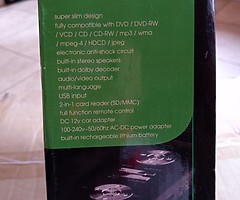 super slim design
fully compatible with DVD / DVD-RW
/ VCD / CD / CD-RW / mp3 / wma
/ mpeg-4 / HDCD / jpeg
electronic anti-shock circuit
built-in stereo speakers
built-in dolby decoder
audio/video output
multi-language
USB input
2-in-1 card reader (SD/MMC)
full function remote control
DC 12v car adapter
100-240v~50/60hz AC-DC power adapter
built-in rechargeable lithium battery